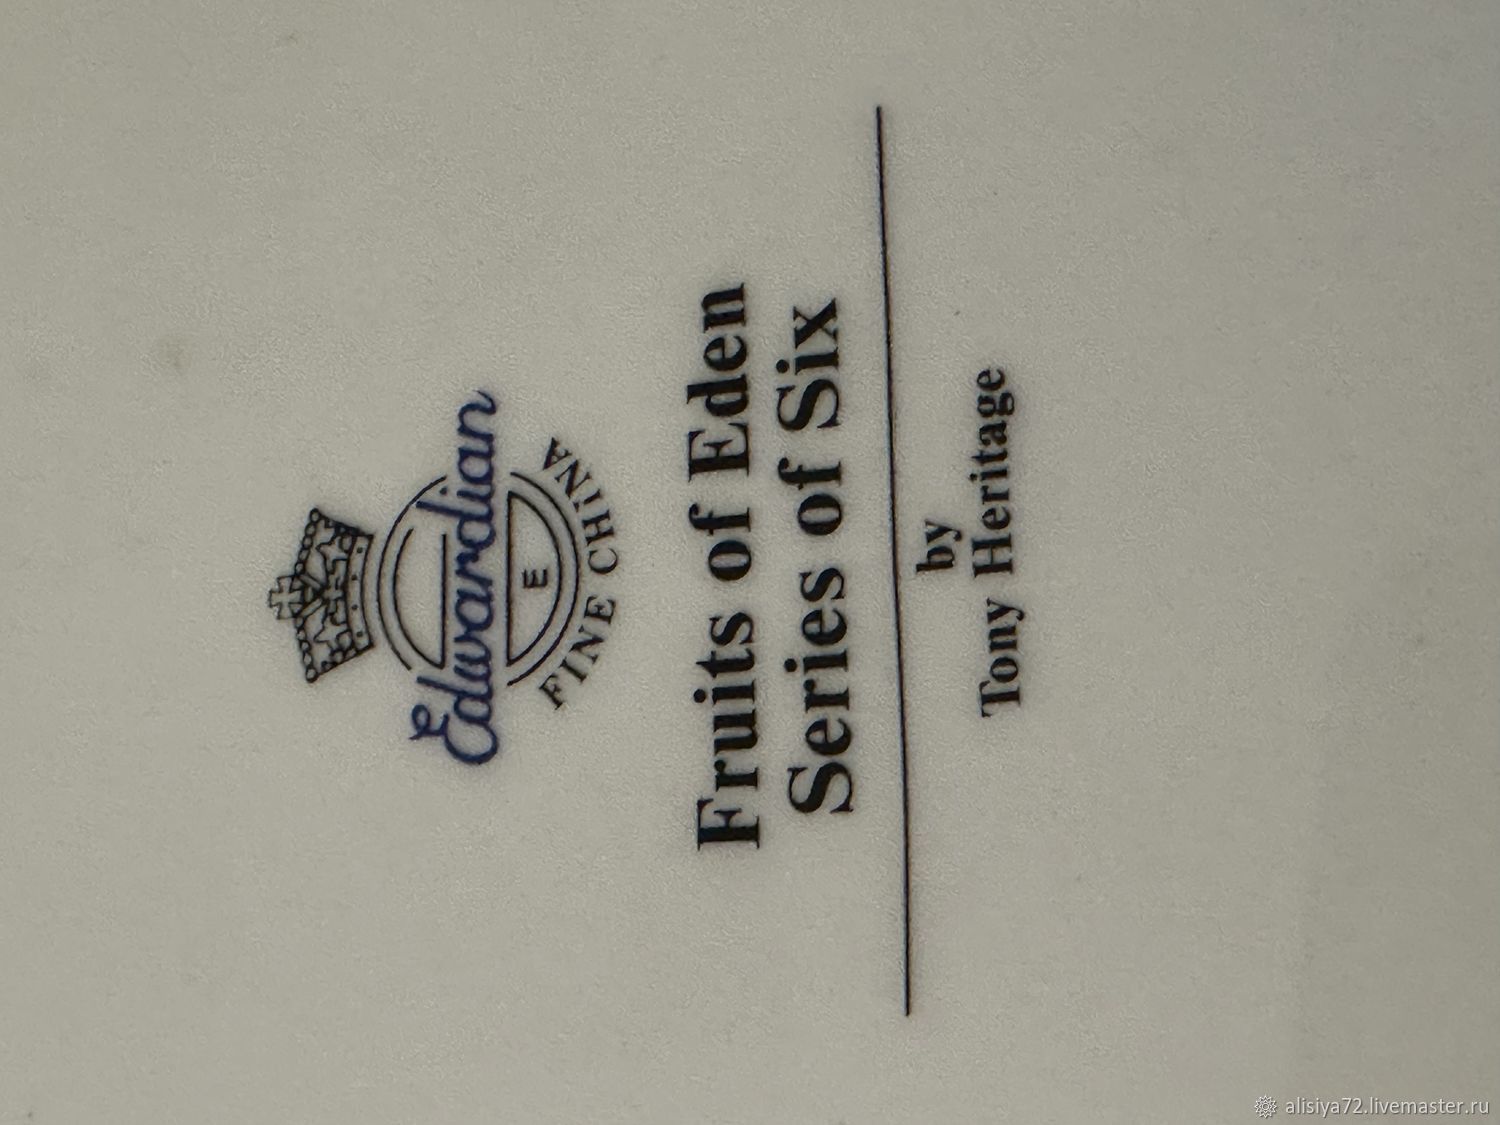 Edwardian
E
FINE CHINA
Fruits of Eden
Series of Six
by
Tony Heritage
alisiya72.livemaster.ru